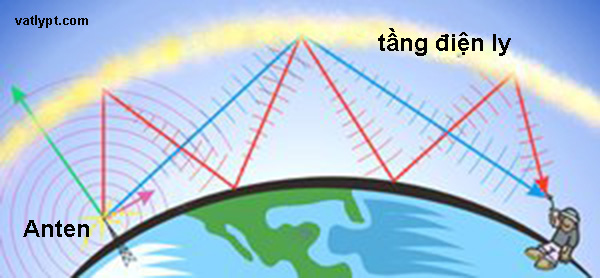 vatlypt.com
tầng điện ly
Anten